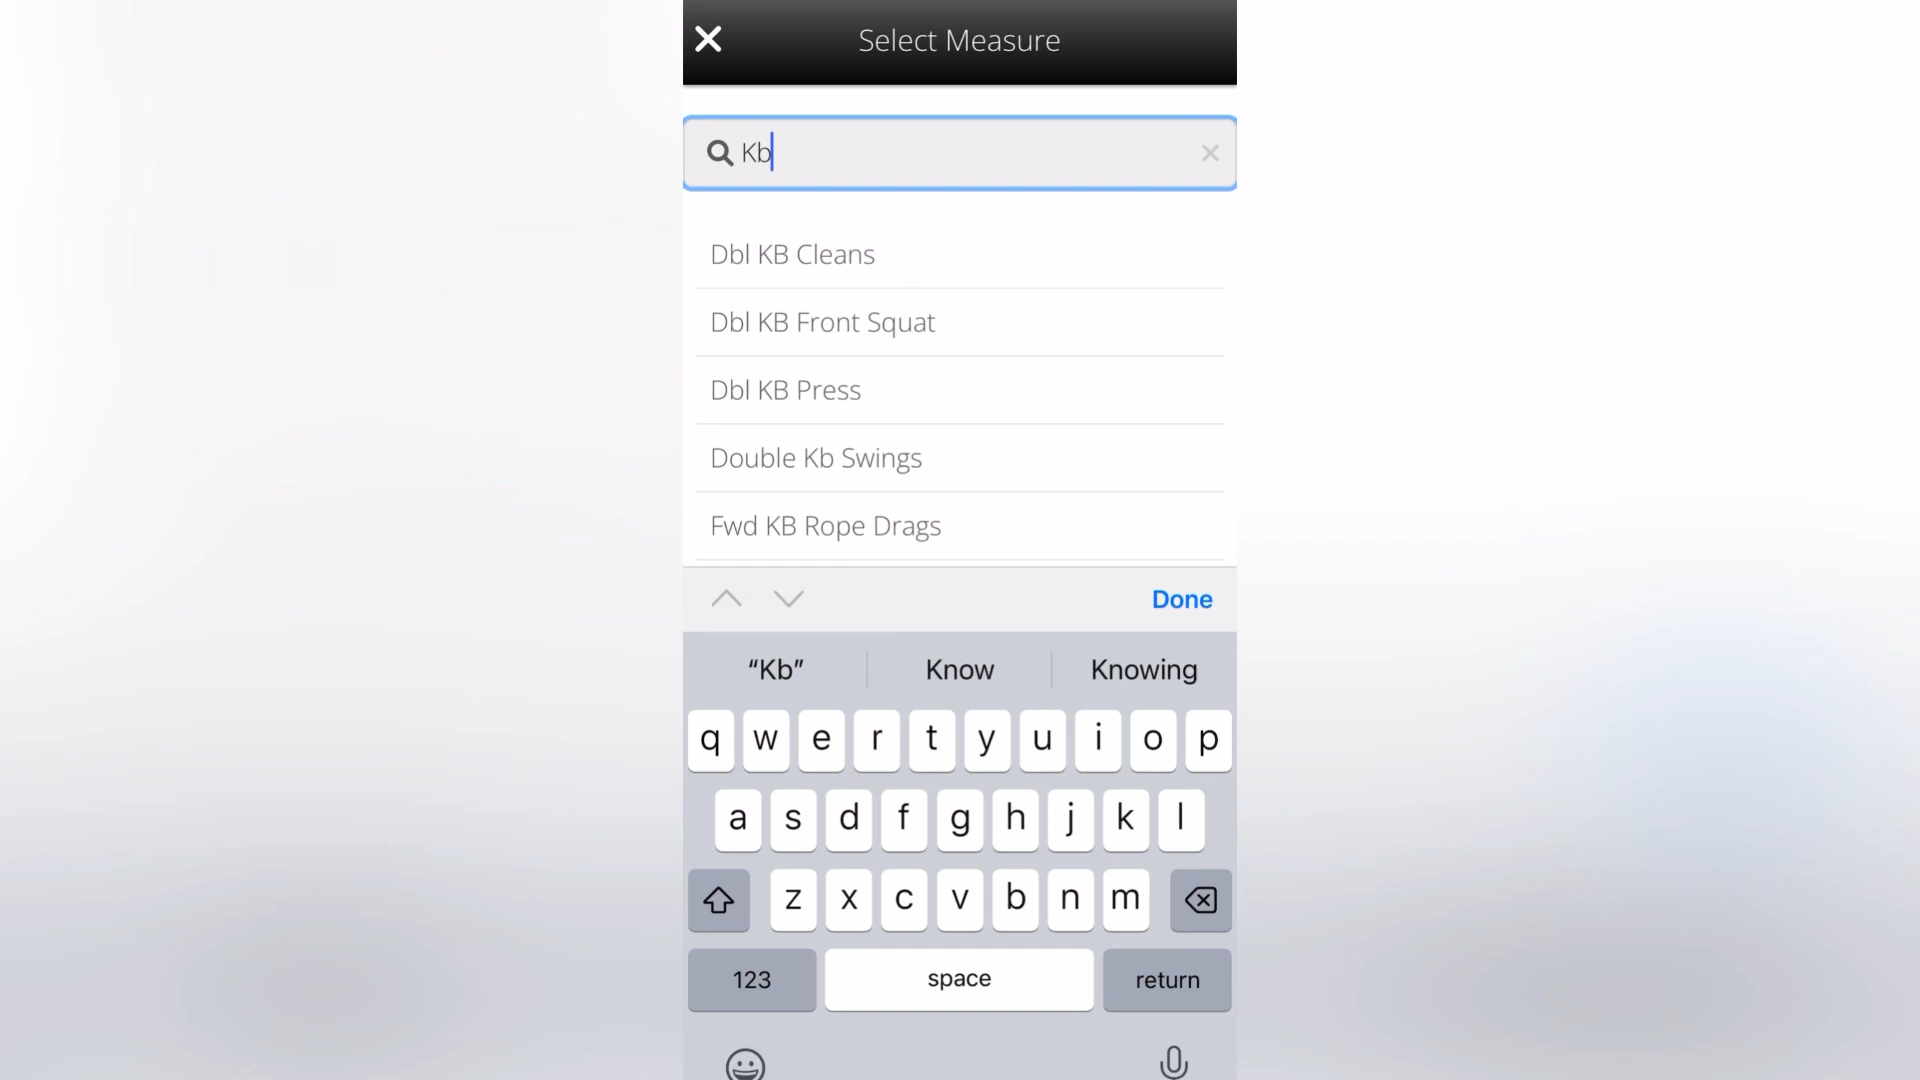 Select Measure
Kb
Dbl KB Cleans
Dbl KB Front Squat
Dbl KB Press
Double Kb Swings
Fwd KB Rope Drags
Done
“Kb” Know Knowing
q w e r t y u i o p
a s d f g h j k l
z x c v b n m
123 space return